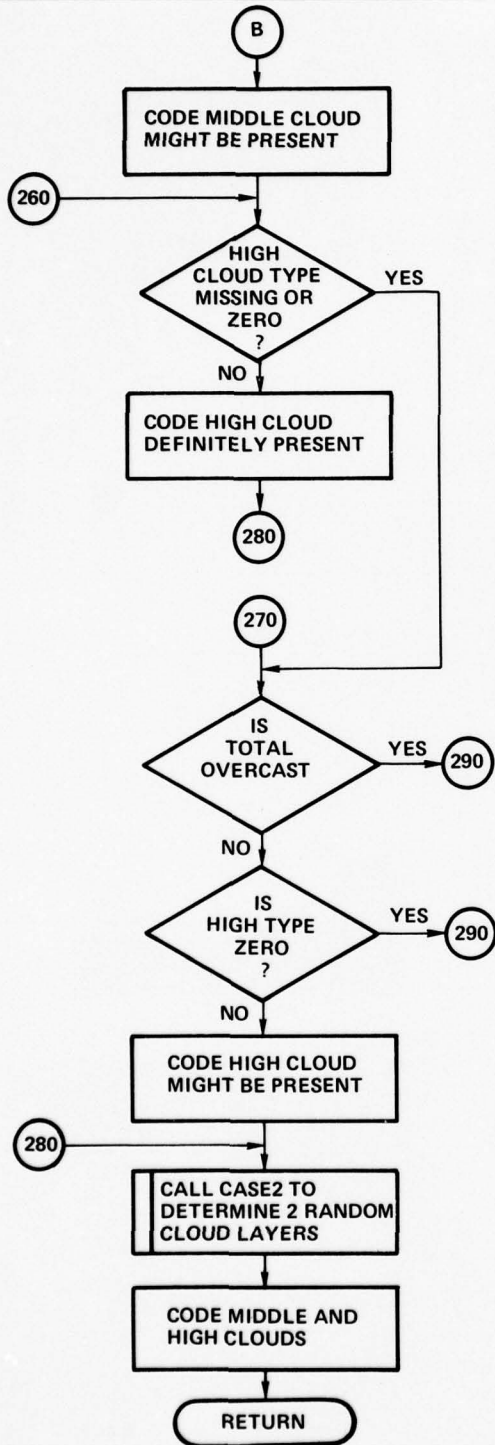 B
CODE MIDDLE CLOUD
MIGHT BE PRESENT
260
HIGH
CLOUD TYPE
MISSING OR
ZERO
?
YES
NO
CODE HIGH CLOUD
DEFINITELY PRESENT
280
270
IS
TOTAL
OVERCAST
YES
290
NO
IS
HIGH TYPE
ZERO
?
YES
290
NO
CODE HIGH CLOUD
MIGHT BE PRESENT
280
CALL CASE2 TO
DETERMINE 2 RANDOM
CLOUD LAYERS
CODE MIDDLE AND
HIGH CLOUDS
RETURN